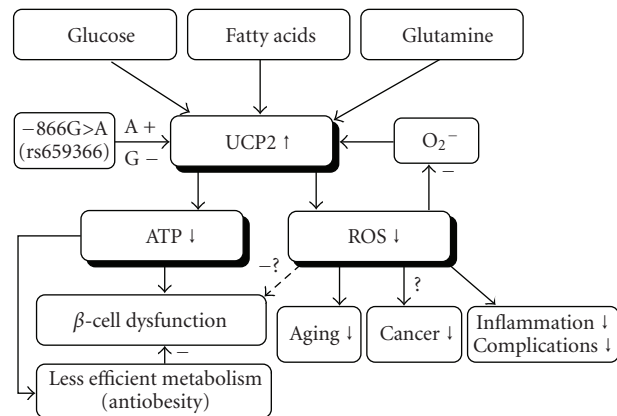 Glucose
Fatty acids
Glutamine
−866G>A
(rs659366)
A +
G −
UCP2 ↑
O₂⁻
−
ATP ↓
ROS ↓
−?
?
β-cell dysfunction
Aging ↓
Cancer ↓
Inflammation ↓
Complications ↓
−
Less efficient metabolism
(antiobesity)